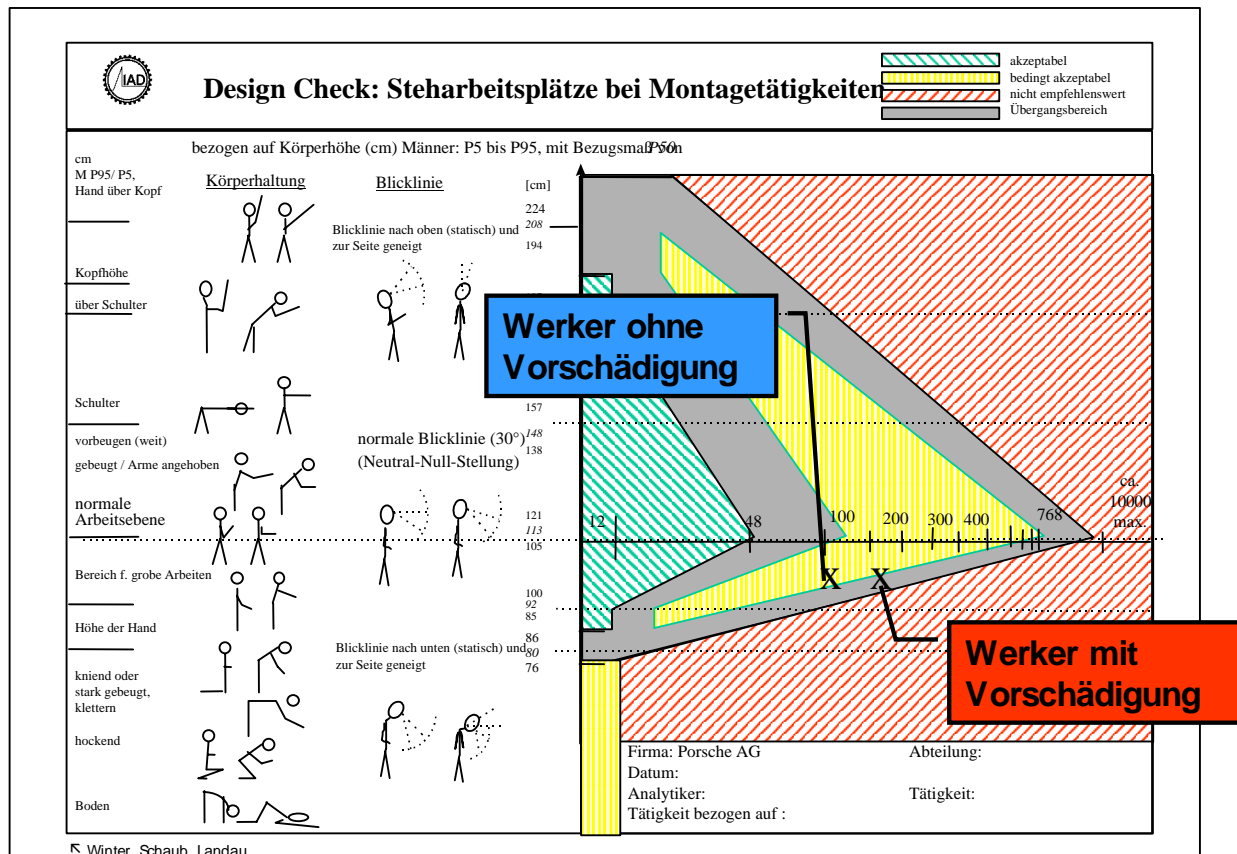 IAD
Design Check: Steharbeitsplätze bei Montagetätigkeiten
akzeptabel
bedingt akzeptabel
nicht empfehlenswert
Übergangsbereich
bezogen auf Körperhöhe (cm) Männer: P5 bis P95, mit Bezugsmaß von P50
cm
M P95/ P5,
Hand über Kopf
Körperhaltung
Blicklinie
[cm]
224
208
194
Blicklinie nach oben (statisch) und
zur Seite geneigt
Kopfhöhe
über Schulter
Werker ohne
Vorschädigung
Schulter
157
148
138
vorbeugen (weit)
gebeugt / Arme angehoben
normale Blicklinie (30°)
(Neutral-Null-Stellung)
normale
Arbeitsebene
121
113
105
12
48
100
200
300
400
768
ca.
10000
max.
Bereich f. grobe Arbeiten
X
X
100
92
85
Höhe der Hand
86
80
76
Blicklinie nach unten (statisch) und
zur Seite geneigt
Werker mit
Vorschädigung
kniend oder
stark gebeugt,
klettern
hockend
Boden
Firma: Porsche AG
Abteilung:
Datum:
Analytiker:
Tätigkeit:
Tätigkeit bezogen auf :
Winter, Schaub, Landau